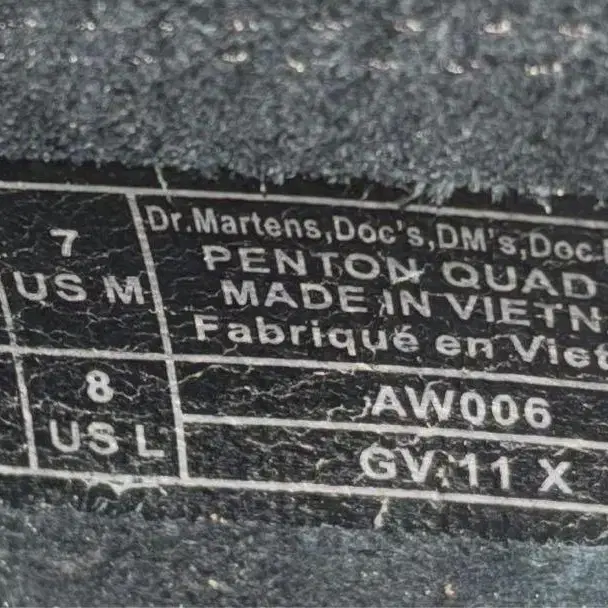 7
US M
8
US L
Dr.Martens,Doc's,DM's,Doc
PENTON QUAD
MADE IN VIETN
Fabriqué en Viet
AW006
GV 11 X